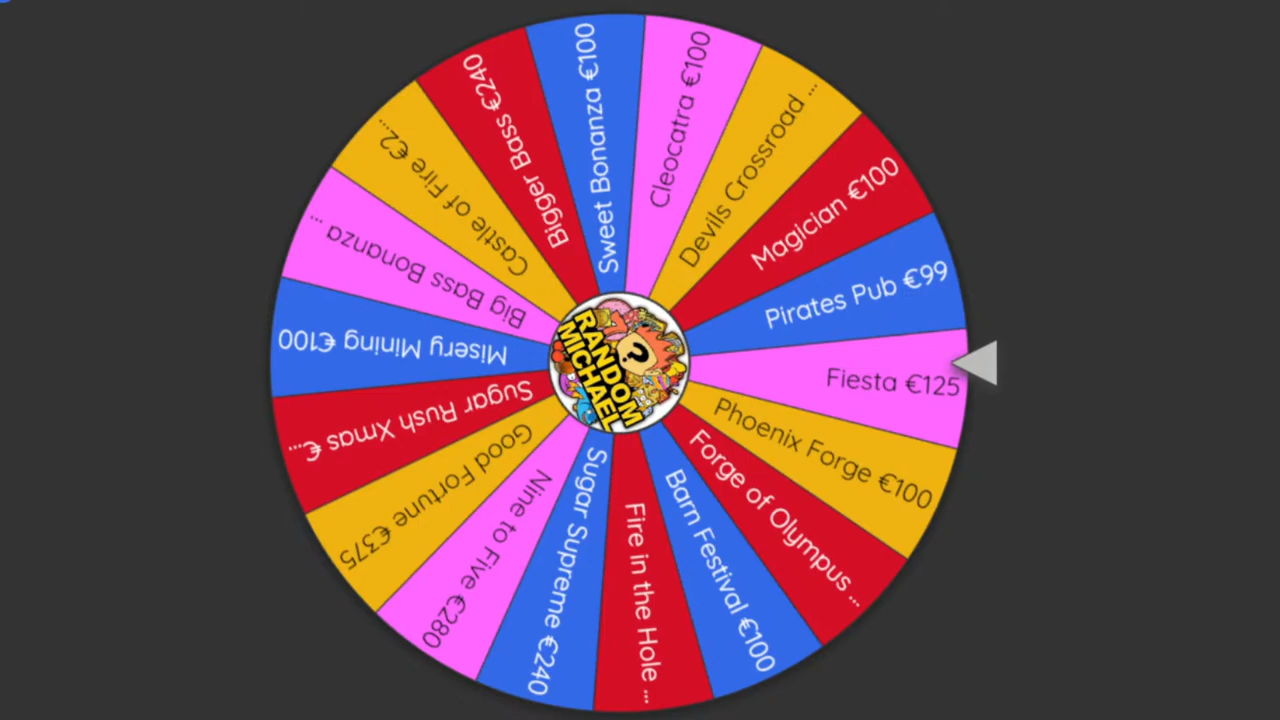 Sweet Bonanza €100
Cleocatra €100
Devils Crossroad ...
Magician €100
Pirates Pub €99
Fiesta €125
Phoenix Forge €100
Forge of Olympus ...
Barn Festival €100
Fire in the Hole ...
Sugar Supreme €240
Nine to Five €280
Good Fortune €375
Sugar Rush Xmas €...
Misery Mining €100
Big Bass Bonanza ...
Castle of Fire €2...
Bigger Bass €240
RANDOM
MICHAEL